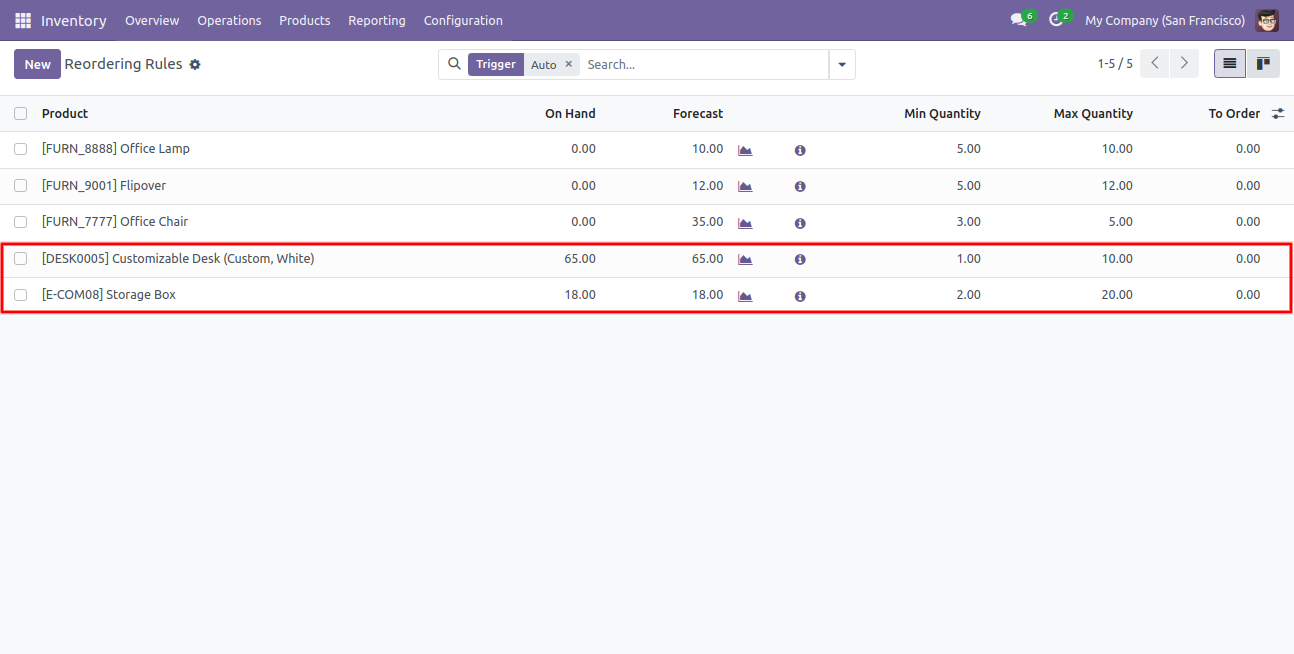 Inventory Overview Operations Products Reporting Configuration 6 2 My Company (San Francisco)
New Reordering Rules Trigger Auto × Search... 1-5 / 5
Product On Hand Forecast Min Quantity Max Quantity To Order
[FURN_8888] Office Lamp 0.00 10.00 5.00 10.00 0.00
[FURN_9001] Flipover 0.00 12.00 5.00 12.00 0.00
[FURN_7777] Office Chair 0.00 35.00 3.00 5.00 0.00
[DESK0005] Customizable Desk (Custom, White) 65.00 65.00 1.00 10.00 0.00
[E-COM08] Storage Box 18.00 18.00 2.00 20.00 0.00